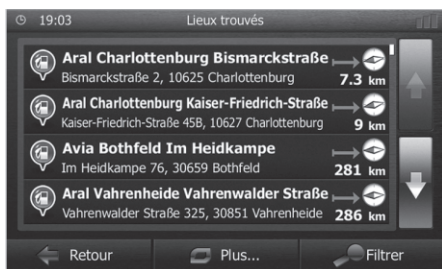 19:03 Lieux trouvés
Aral Charlottenburg Bismarckstraße
Bismarckstraße 2, 10625 Charlottenburg 7.3 km
Aral Charlottenburg Kaiser-Friedrich-Straße
Kaiser-Friedrich-Straße 45B, 10627 Charlottenburg 9 km
Avia Bothfeld Im Heidkampe
Im Heidkampe 76, 30659 Bothfeld 281 km
Aral Vahrenheide Vahrenwalder Straße
Vahrenwalder Straße 325, 30851 Vahrenheide 286 km
Retour Plus... Filtrer